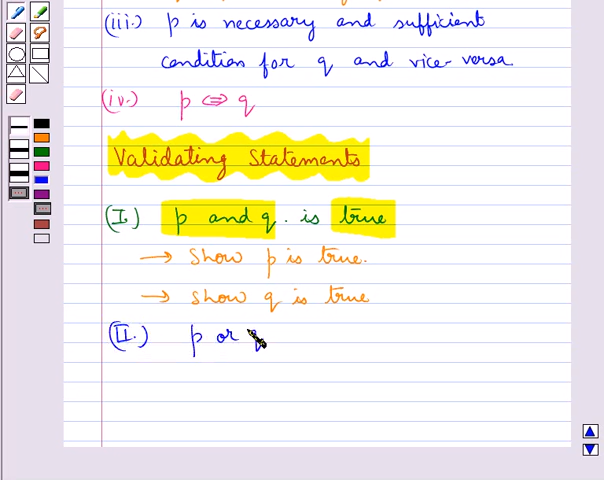 (iii.) p is necessary and sufficient
condition for q and vice-versa.
(iv.) p ⇔ q
Validating Statements
(I.) p and q. is true
→ Show p is true.
→ Show q is true
(II.) p or q